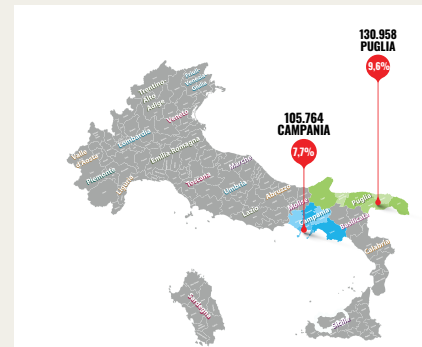 130.958
PUGLIA
9,6%
105.764
CAMPANIA
7,7%
Trentino
Alto
Adige
Friuli
Venezia
Giulia
Veneto
Lombardia
Valle
d'Aosta
Piemonte
Emilia Romagna
Liguria
Toscana
Marche
Umbria
Lazio
Abruzzo
Molise
Campania
Puglia
Basilicata
Calabria
Sardegna
Sicilia